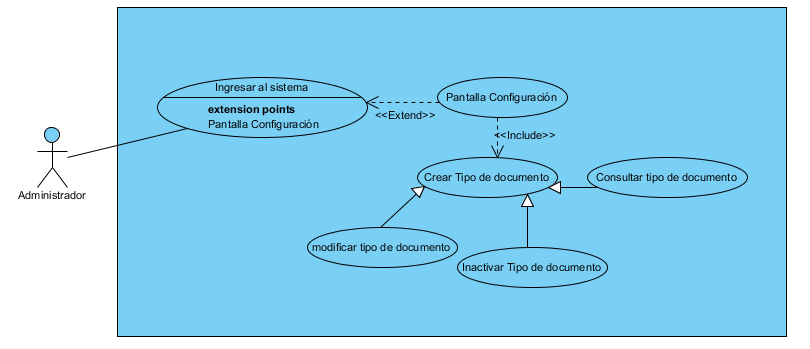 Ingresar al sistema
extension points
Pantalla Configuración
Pantalla Configuración
<<Extend>>
<<Include>>
Administrador
Crear Tipo de documento
Consultar tipo de documento
modificar tipo de documento
Inactivar Tipo de documento